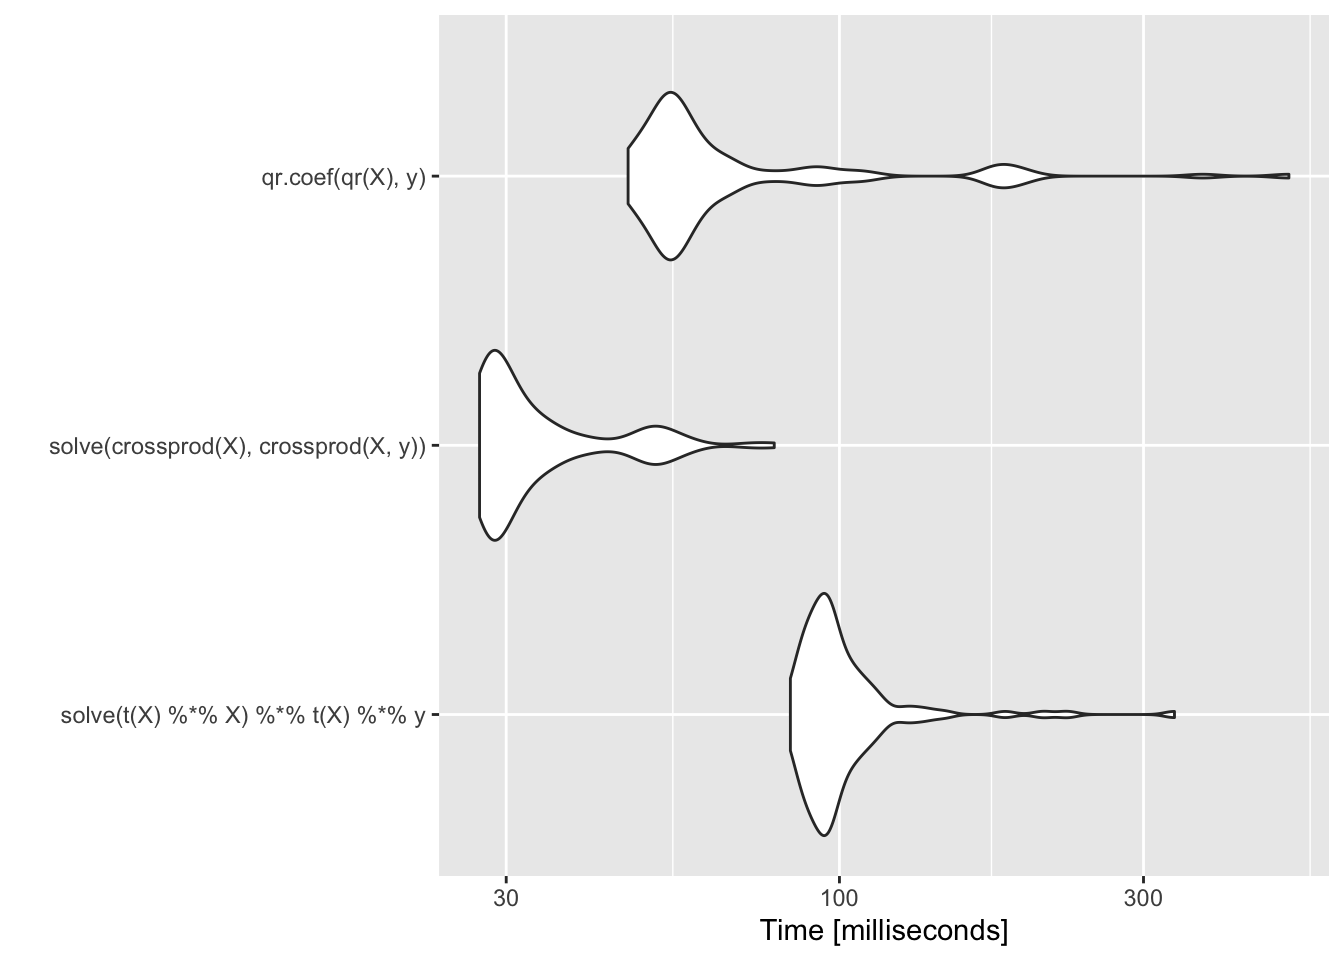 qr.coef(qr(X), y)
solve(crossprod(X), crossprod(X, y))
solve(t(X) %*% X) %*% t(X) %*% y
30 100 300
Time [milliseconds]